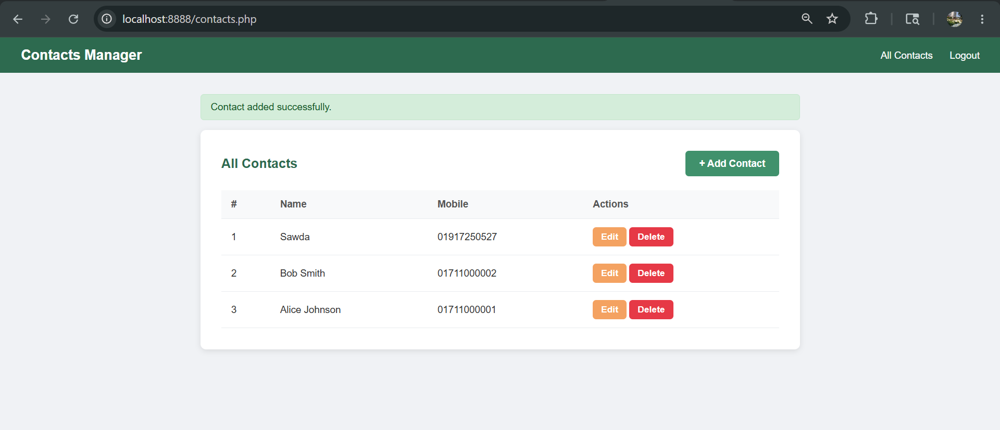 localhost:8888/contacts.php
Contacts Manager All Contacts Logout
Contact added successfully.
All Contacts + Add Contact
# Name Mobile Actions
1 Sawda 01917250527 Edit Delete
2 Bob Smith 01711000002 Edit Delete
3 Alice Johnson 01711000001 Edit Delete